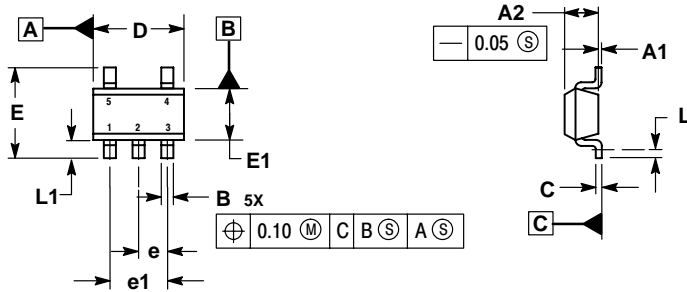 A2
A
D
B
— 0.05 Ⓢ
A1
E
5 4
1 2 3
L
E1
L1
C
B 5X
⌖ 0.10 Ⓜ C B Ⓢ A Ⓢ
C
e
e1